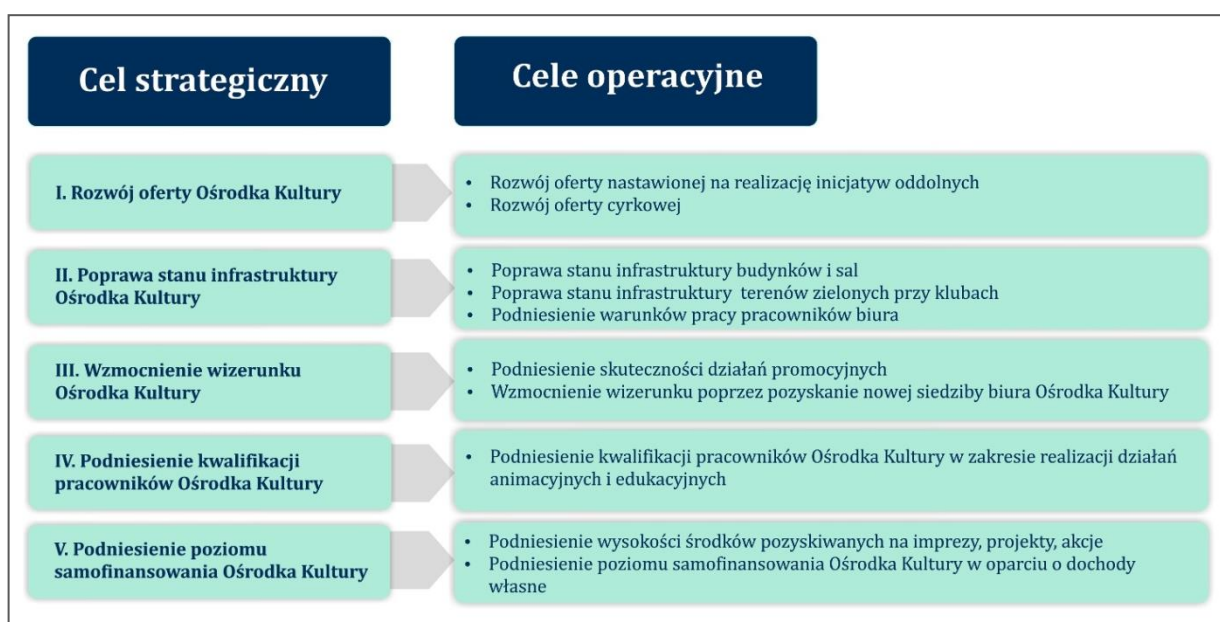 Cel strategiczny
Cele operacyjne
I. Rozwój oferty Ośrodka Kultury
• Rozwój oferty nastawionej na realizację inicjatyw oddolnych
• Rozwój oferty cyrkowej
II. Poprawa stanu infrastruktury
Ośrodka Kultury
• Poprawa stanu infrastruktury budynków i sal
• Poprawa stanu infrastruktury terenów zielonych przy klubach
• Podniesienie warunków pracy pracowników biura
III. Wzmocnienie wizerunku
Ośrodka Kultury
• Podniesienie skuteczności działań promocyjnych
• Wzmocnienie wizerunku poprzez pozyskanie nowej siedziby biura Ośrodka Kultury
IV. Podniesienie kwalifikacji
pracowników Ośrodka Kultury
• Podniesienie kwalifikacji pracowników Ośrodka Kultury w zakresie realizacji działań
animacyjnych i edukacyjnych
V. Podniesienie poziomu
samofinansowania Ośrodka Kultury
• Podniesienie wysokości środków pozyskiwanych na imprezy, projekty, akcje
• Podniesienie poziomu samofinansowania Ośrodka Kultury w oparciu o dochody
własne